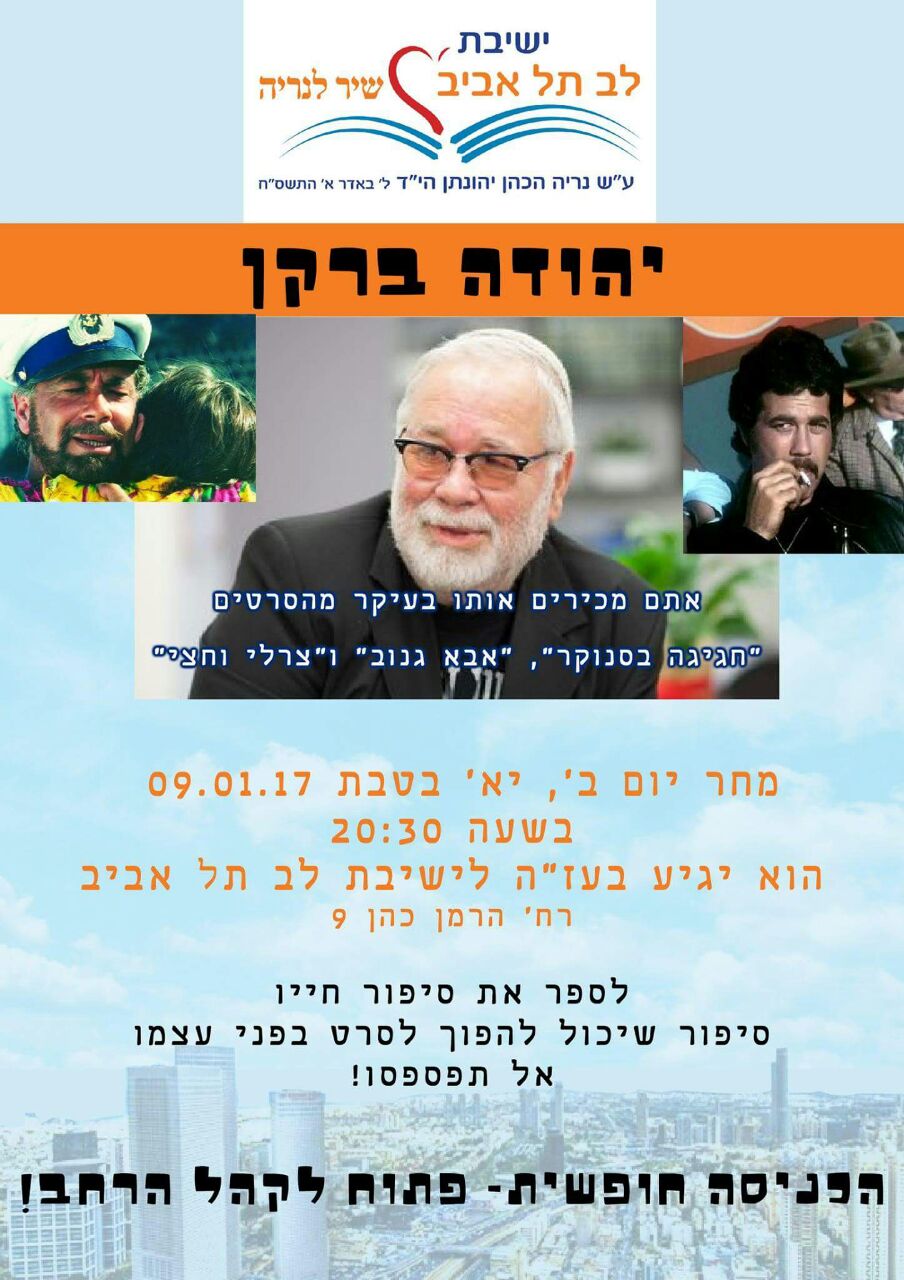 ישיבת
לב תל אביב
שיר לנריה
ע"ש נריה הכהן יהונתן הי"ד ל' באדר א' התשס"ח
יהודה ברקן
אתם מכירים אותו בעיקר מהסרטים
"חגיגה בסנוקר", "אבא גנוב" ו"צרלי וחצי"
מחר יום ב', יא' בטבת 09.01.17
בשעה 20:30
הוא יגיע בעז"ה לישיבת לב תל אביב
רח' הרמן כהן 9
לספר את סיפור חייו
סיפור שיכול להפוך לסרט בפני עצמו
אל תפספסו!
הכניסה חופשית- פתוח לקהל הרחב!